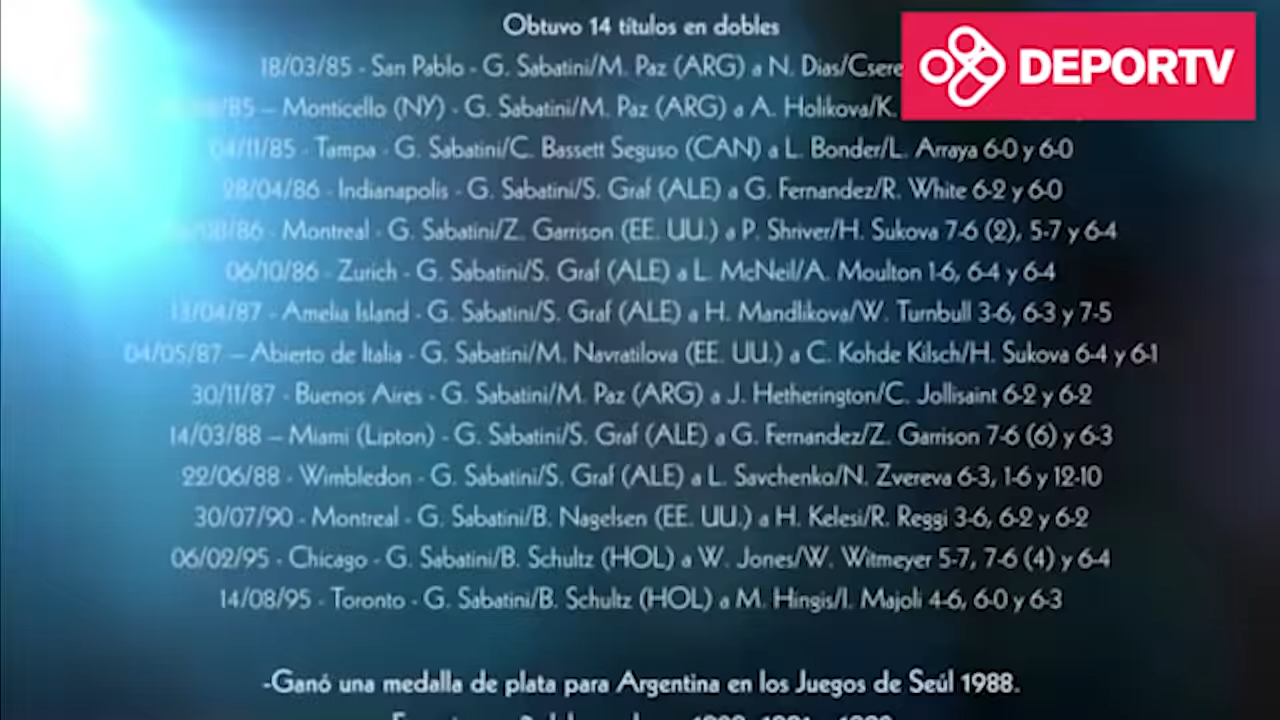 Obtuvo 14 títulos en dobles
DEPORTV
18/03/85 - San Pablo - G. Sabatini/M. Paz (ARG) a N. Dias/Csere
85 – Monticello (NY) - G. Sabatini/M. Paz (ARG) a A. Holikova/K.
04/11/85 - Tampa - G. Sabatini/C. Bassett Seguso (CAN) a L. Bonder/L. Arraya 6-0 y 6-0
28/04/86 - Indianapolis - G. Sabatini/S. Graf (ALE) a G. Fernandez/R. White 6-2 y 6-0
08/86 - Montreal - G. Sabatini/Z. Garrison (EE. UU.) a P. Shriver/H. Sukova 7-6 (2), 5-7 y 6-4
06/10/86 - Zurich - G. Sabatini/S. Graf (ALE) a L. McNeil/A. Moulton 1-6, 6-4 y 6-4
13/04/87 - Amelia Island - G. Sabatini/S. Graf (ALE) a H. Mandlikova/W. Turnbull 3-6, 6-3 y 7-5
04/05/87 – Abierto de Italia - G. Sabatini/M. Navratilova (EE. UU.) a C. Kohde Kilsch/H. Sukova 6-4 y 6-1
30/11/87 - Buenos Aires - G. Sabatini/M. Paz (ARG) a J. Hetherington/C. Jollisaint 6-2 y 6-2
14/03/88 – Miami (Lipton) - G. Sabatini/S. Graf (ALE) a G. Fernandez/Z. Garrison 7-6 (6) y 6-3
22/06/88 - Wimbledon - G. Sabatini/S. Graf (ALE) a L. Savchenko/N. Zvereva 6-3, 1-6 y 12-10
30/07/90 - Montreal - G. Sabatini/B. Nagelsen (EE. UU.) a H. Kelesi/R. Reggi 3-6, 6-2 y 6-2
06/02/95 - Chicago - G. Sabatini/B. Schultz (HOL) a W. Jones/W. Witmeyer 5-7, 7-6 (4) y 6-4
14/08/95 - Toronto - G. Sabatini/B. Schultz (HOL) a M. Hingis/I. Majoli 4-6, 6-0 y 6-3
-Ganó una medalla de plata para Argentina en los Juegos de Seúl 1988.